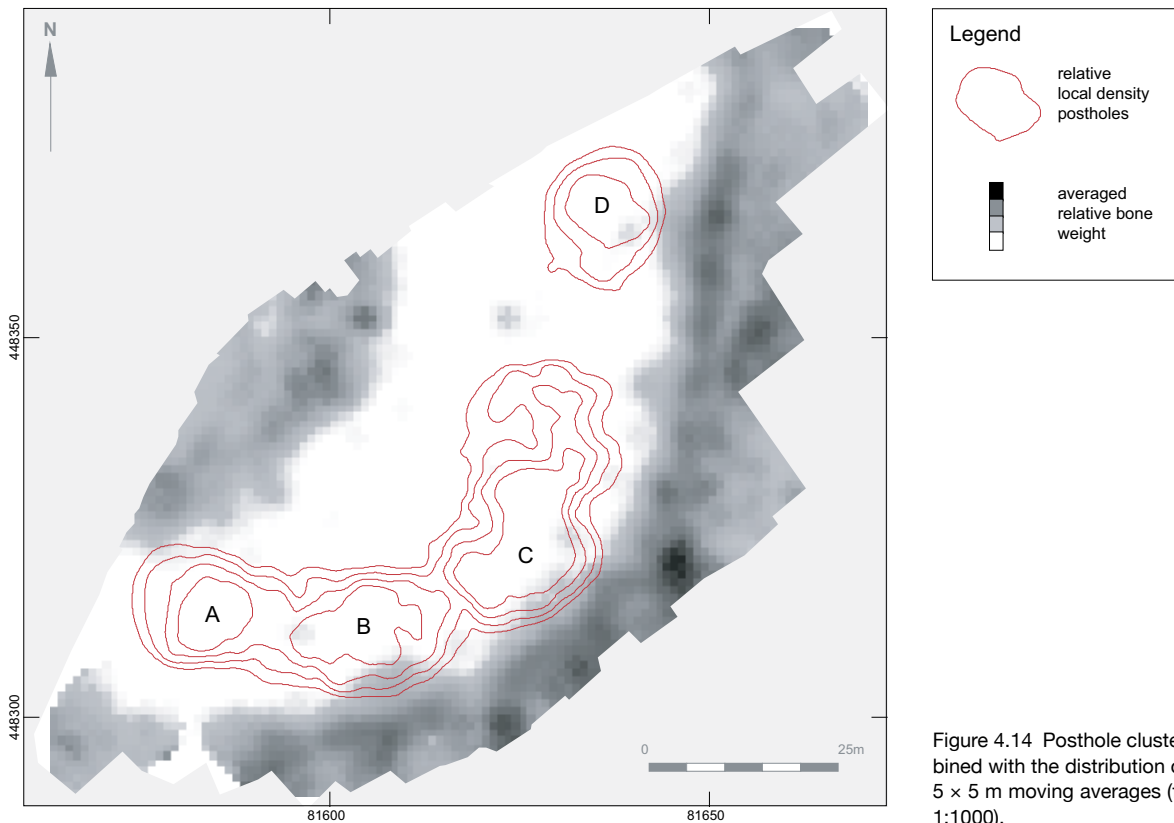 N
D
C
A
B
448350
448300
81600
81650
0
25m
Legend
relative
local density
postholes
averaged
relative bone
weight
Figure 4.14 Posthole
bined with the distribution
5 × 5 m moving averages
1:1000).